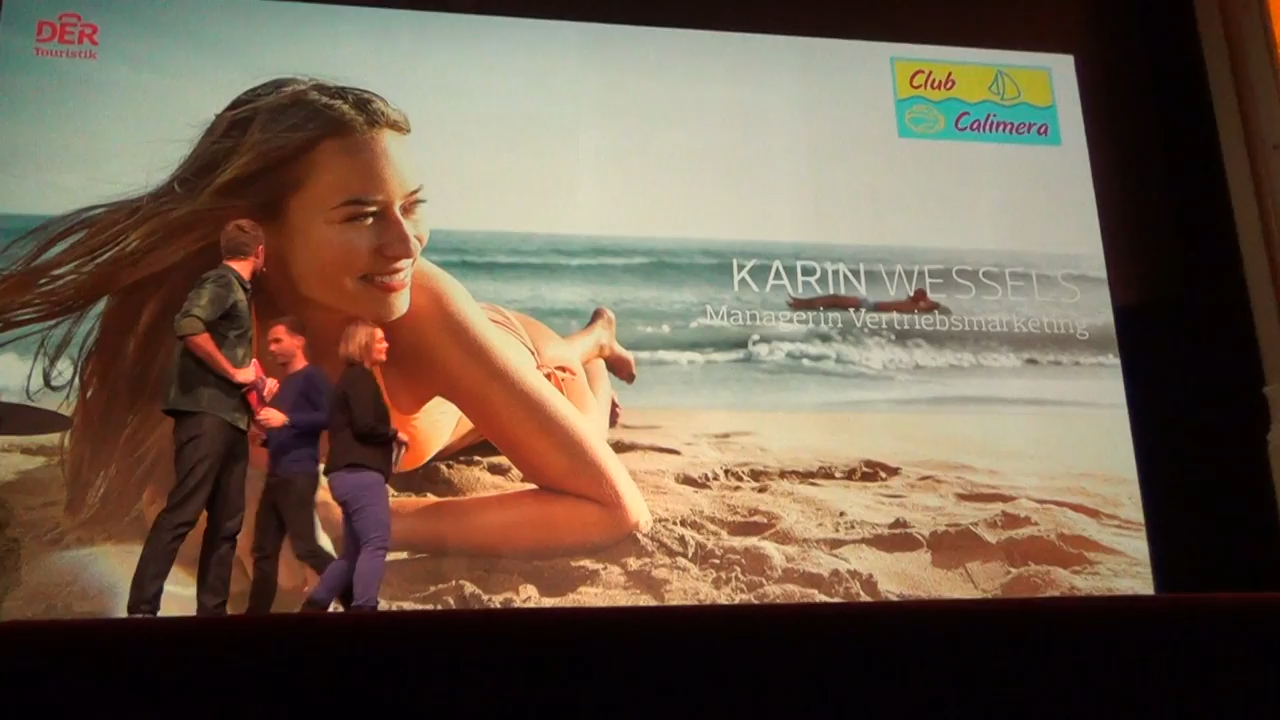 DER
Touristik
Club
Calimera
KARIN WESSELS
Managerin Vertriebsmarketing